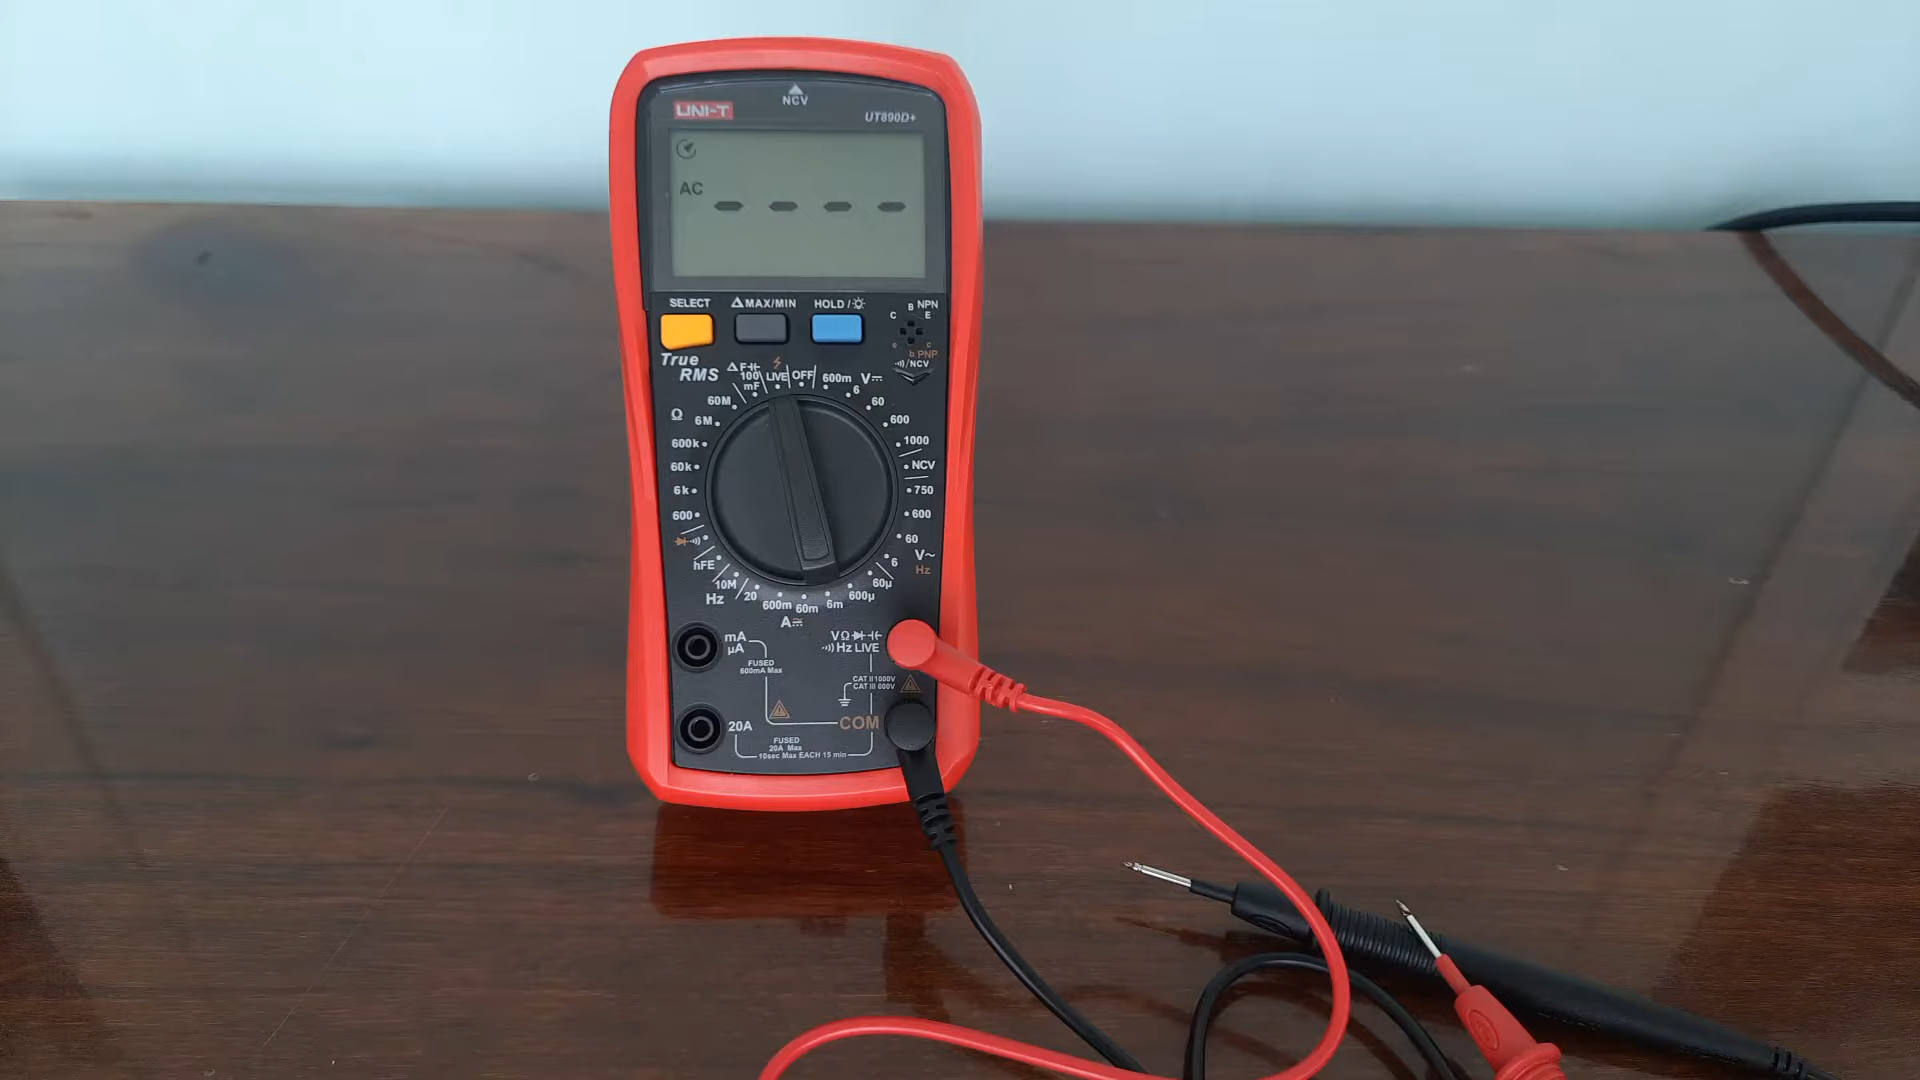 NCV
UNI-T
UT890D+
AC
- - - -
SELECT
Δ MAX/MIN
HOLD /
B NPN
C E
e c
b PNP
/NCV
True
RMS
Δ F
100
mF
LIVE
OFF
600m
V
6
60
600
1000
NCV
750
600
60
6
V~
Hz
60M
Ω
6M
600k
60k
6k
600
hFE
10M
Hz
20
600m
60m
6m
600µ
60µ
A
mA
µA
FUSED
600mA Max
VΩ
Hz LIVE
CAT II 1000V
CAT III 600V
COM
20A
FUSED
20A Max
10sec Max EACH 15 min